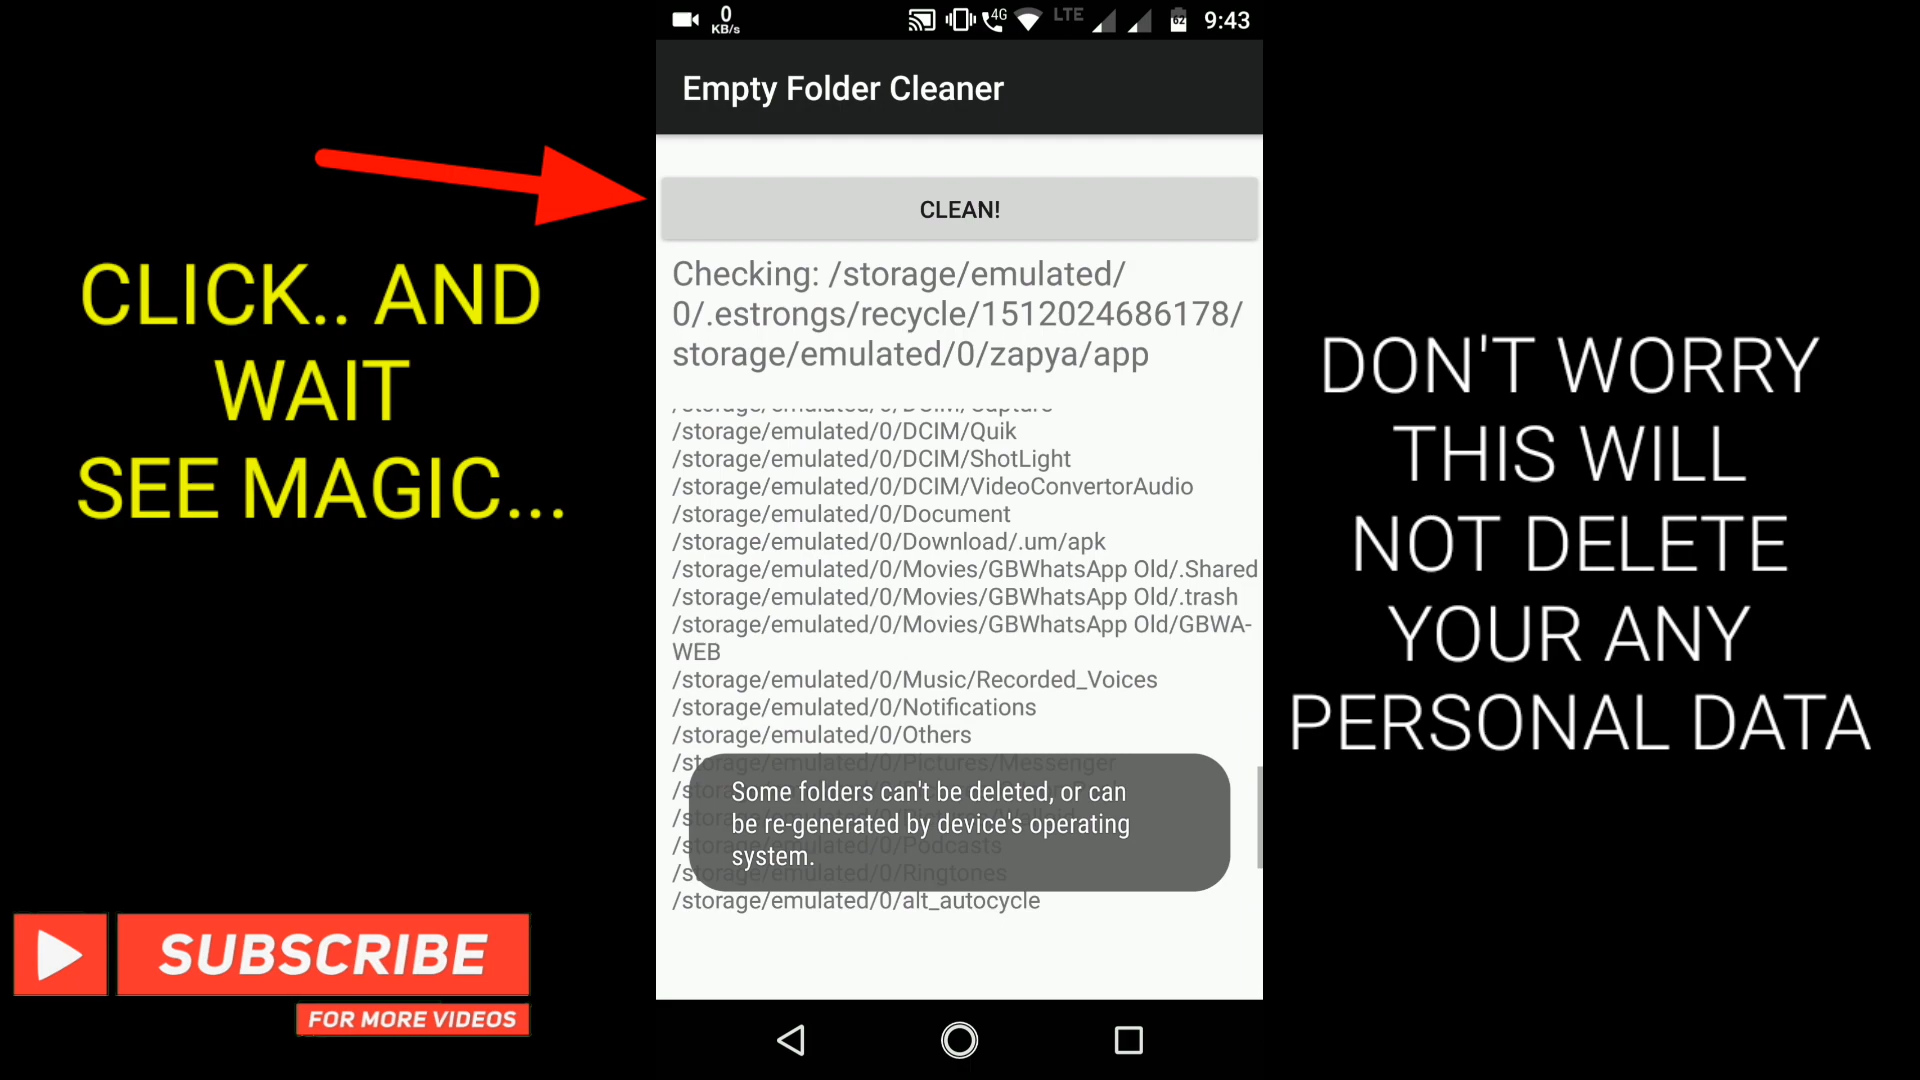 0
KB/s
4G
LTE
62
9:43
Empty Folder Cleaner
CLEAN!
Checking: /storage/emulated/
0/.estrongs/recycle/1512024686178/
storage/emulated/0/zapya/app
/storage/emulated/0/DCIM/Capture
/storage/emulated/0/DCIM/Quik
/storage/emulated/0/DCIM/ShotLight
/storage/emulated/0/DCIM/VideoConvertorAudio
/storage/emulated/0/Document
/storage/emulated/0/Download/.um/apk
/storage/emulated/0/Movies/GBWhatsApp Old/.Shared
/storage/emulated/0/Movies/GBWhatsApp Old/.trash
/storage/emulated/0/Movies/GBWhatsApp Old/GBWA-
WEB
/storage/emulated/0/Music/Recorded_Voices
/storage/emulated/0/Notifications
/storage/emulated/0/Others
/storage/emulated/0/Pictures/Messenger
Some folders can't be deleted, or can
be re-generated by device's operating
system.
/storage/emulated/0/Podcasts
/storage/emulated/0/Ringtones
/storage/emulated/0/alt_autocycle
CLICK.. AND
WAIT
SEE MAGIC...
DON'T WORRY
THIS WILL
NOT DELETE
YOUR ANY
PERSONAL DATA
SUBSCRIBE
FOR MORE VIDEOS